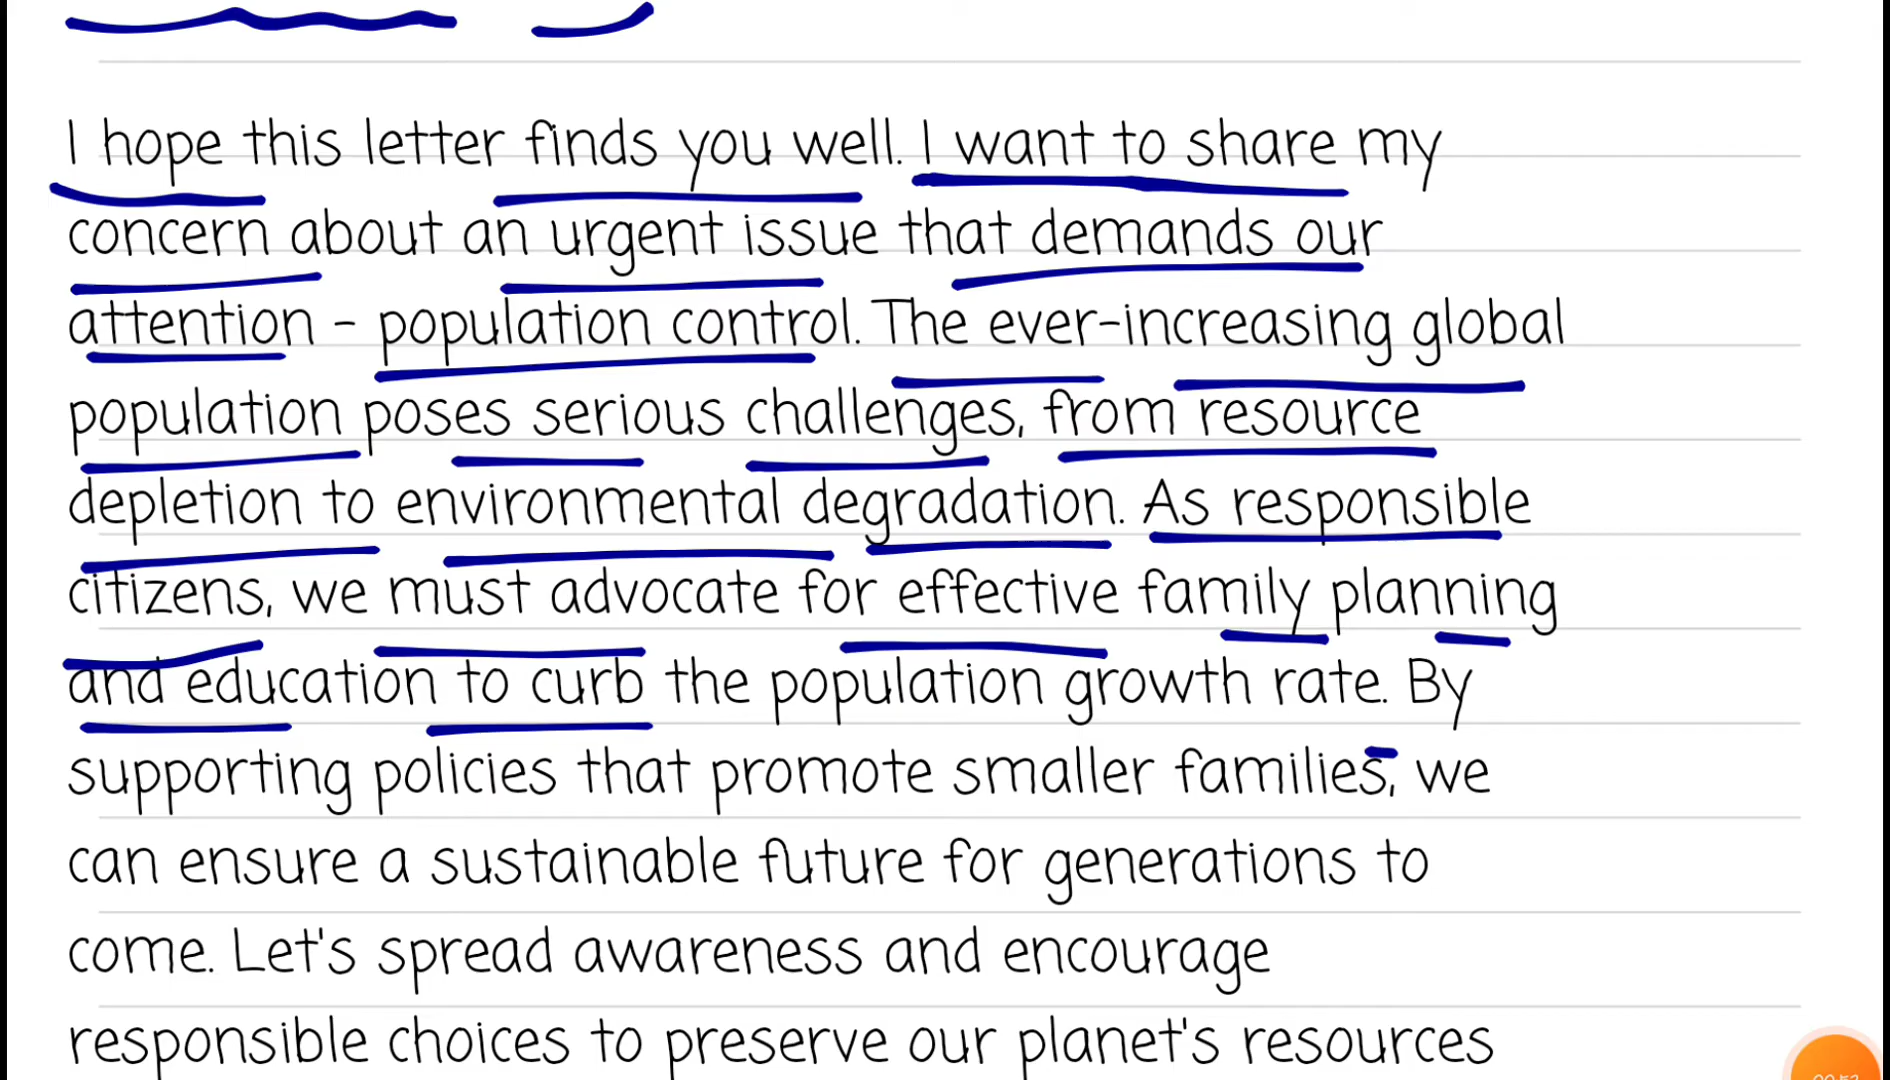 I hope this letter finds you well. I want to share my
concern about an urgent issue that demands our
attention - population control. The ever-increasing global
population poses serious challenges, from resource
depletion to environmental degradation. As responsible
citizens, we must advocate for effective family planning
and education to curb the population growth rate. By
supporting policies that promote smaller families, we
can ensure a sustainable future for generations to
come. Let's spread awareness and encourage
responsible choices to preserve our planet's resources